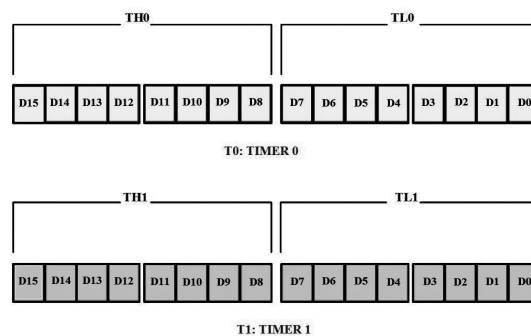 TH0 TL0
D15 D14 D13 D12 D11 D10 D9 D8 D7 D6 D5 D4 D3 D2 D1 D0
T0: TIMER 0
TH1 TL1
D15 D14 D13 D12 D11 D10 D9 D8 D7 D6 D5 D4 D3 D2 D1 D0
T1: TIMER 1